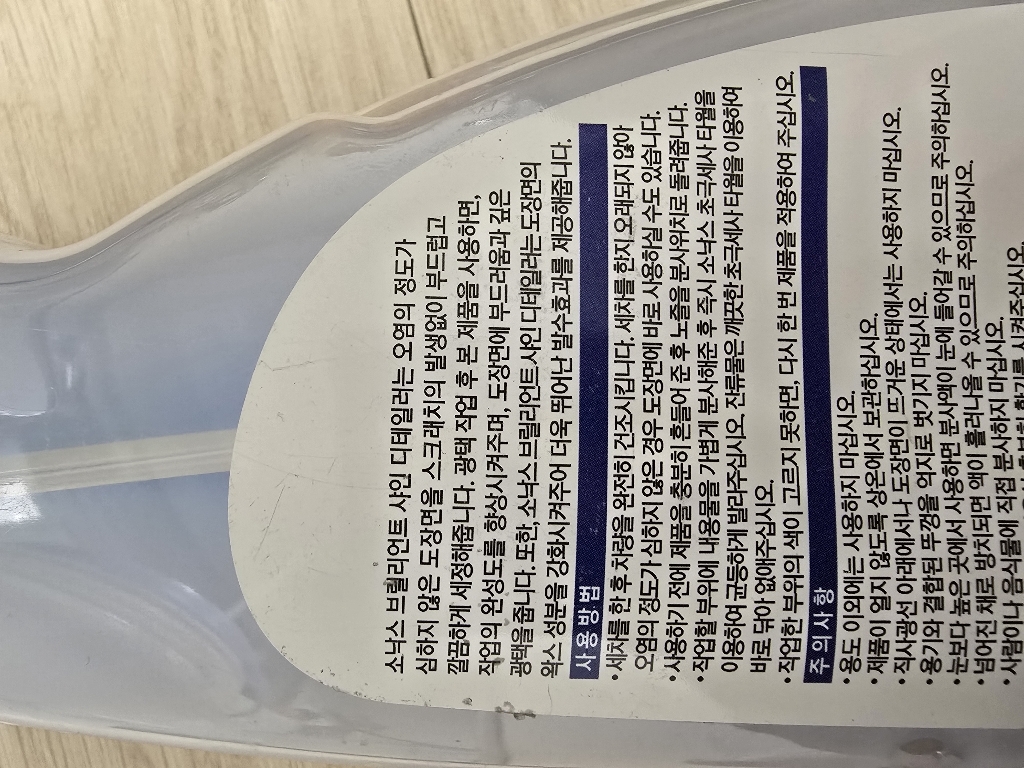 소낙스 브릴리언트 샤인 디테일러는 오염의 정도가
심하지 않은 도장면을 스크래치의 발생없이 부드럽고
깔끔하게 세정해줍니다. 광택 작업 후 본 제품을 사용하면,
작업의 완성도를 향상시켜주며, 도장면에 부드러움과 깊은
광택을 줍니다. 또한, 소낙스 브릴리언트 샤인 디테일러는 도장면의
왁스 성분을 강화시켜주어 더욱 뛰어난 발수효과를 제공해줍니다.
사용방법
• 세차를 한 후 차량을 완전히 건조시킵니다. 세차를 한지 오래되지 않아
오염의 정도가 심하지 않은 경우 도장면에 바로 사용하실 수도 있습니다.
• 사용하기 전에 제품을 충분히 흔들어 준 후 노즐을 분사위치로 돌려줍니다.
• 작업할 부위에 내용물을 가볍게 분사해준 후 즉시 소낙스 초극세사 타월을
이용하여 균등하게 발라주십시오. 잔류물은 깨끗한 초극세사 타월을 이용하여
바로 닦아 없애주십시오.
• 작업한 부위의 색이 고르지 못하면, 다시 한 번 제품을 적용하여 주십시오.
주의사항
• 용도 이외에는 사용하지 마십시오.
• 제품이 얼지 않도록 상온에서 보관하십시오.
• 직사광선 아래에서나 도장면이 뜨거운 상태에서는 사용하지 마십시오.
• 용기와 결합된 뚜껑을 억지로 벗기지 마십시오.
• 눈보다 높은 곳에서 사용하면 분사액이 눈에 들어갈 수 있으므로 주의하십시오.
• 넘어진 채로 방치되면 액이 흘러나올 수 있으므로 주의하십시오.
• 사람이나 음식물에 직접 분사하지 마십시오.
환기를 시켜주십시오.